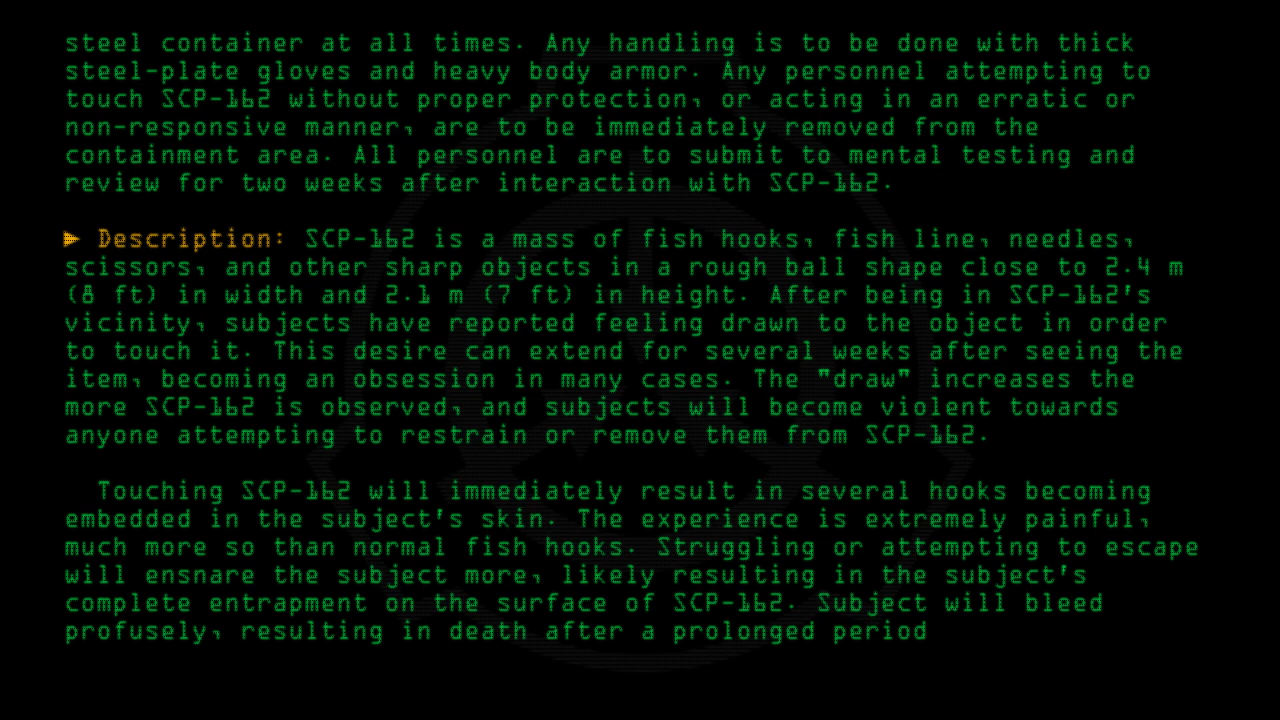 steel container at all times. Any handling is to be done with thick
steel-plate gloves and heavy body armor. Any personnel attempting to
touch SCP-162 without proper protection, or acting in an erratic or
non-responsive manner, are to be immediately removed from the
containment area. All personnel are to submit to mental testing and
review for two weeks after interaction with SCP-162.
► Description: SCP-162 is a mass of fish hooks, fish line, needles,
scissors, and other sharp objects in a rough ball shape close to 2.4 m
(8 ft) in width and 2.1 m (7 ft) in height. After being in SCP-162's
vicinity, subjects have reported feeling drawn to the object in order
to touch it. This desire can extend for several weeks after seeing the
item, becoming an obsession in many cases. The "draw" increases the
more SCP-162 is observed, and subjects will become violent towards
anyone attempting to restrain or remove them from SCP-162.
Touching SCP-162 will immediately result in several hooks becoming
embedded in the subject's skin. The experience is extremely painful,
much more so than normal fish hooks. Struggling or attempting to escape
will ensnare the subject more, likely resulting in the subject's
complete entrapment on the surface of SCP-162. Subject will bleed
profusely, resulting in death after a prolonged period